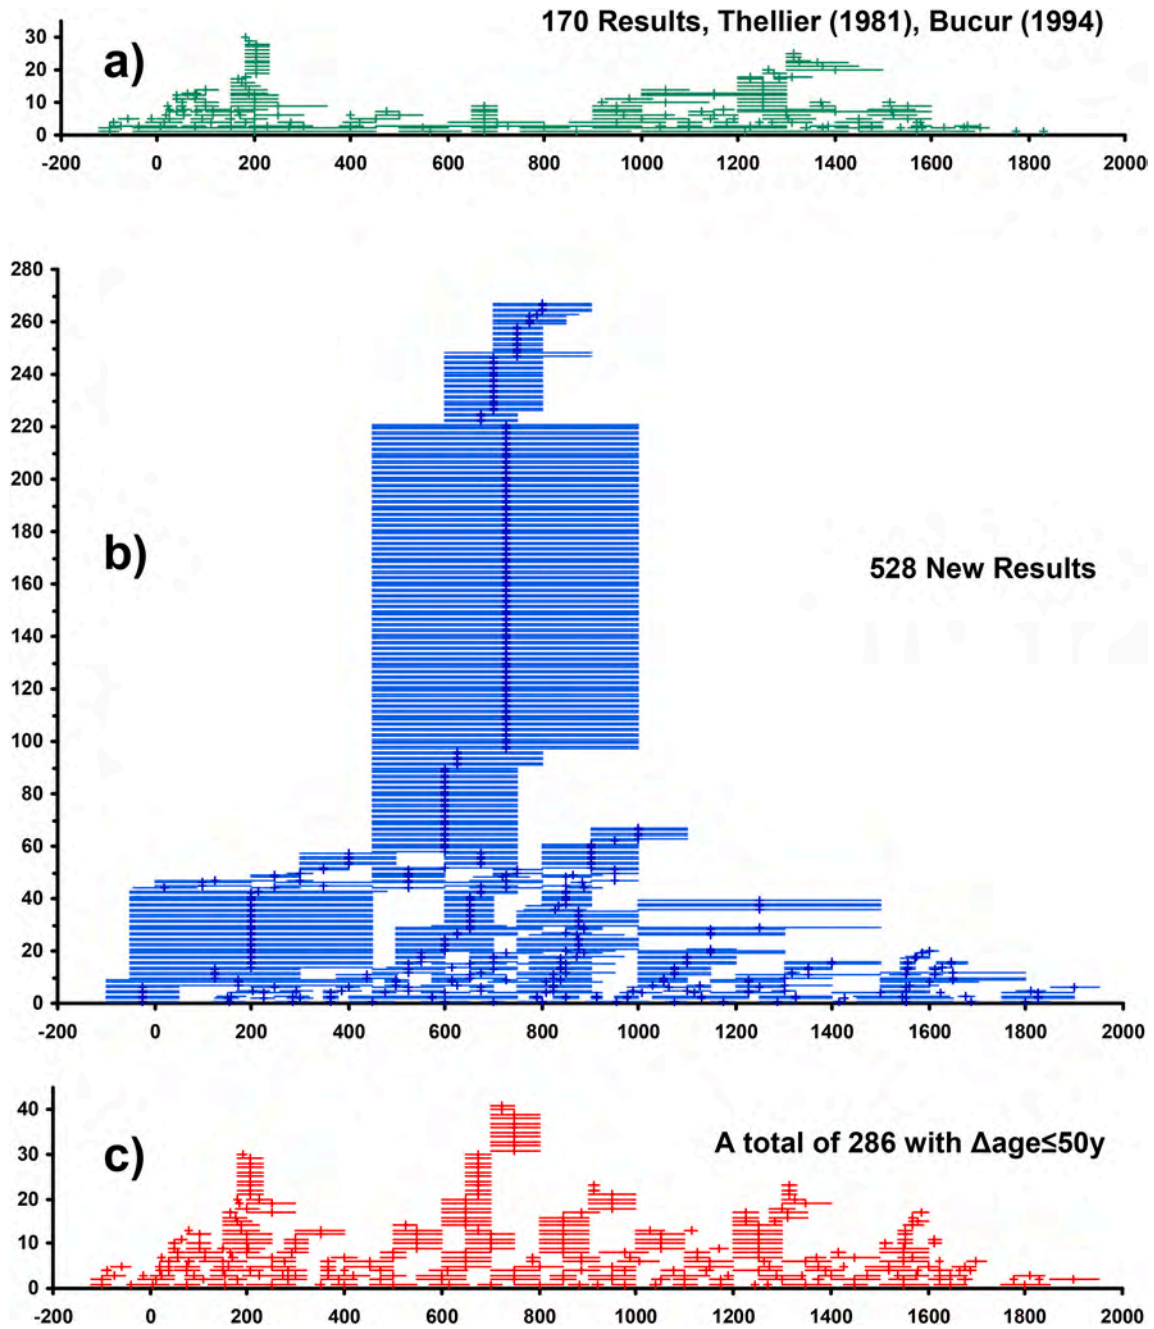 170 Results, Thellier (1981), Bucur (1994)
a)
30
20
10
0
-200 0 200 400 600 800 1000 1200 1400 1600 1800 2000
280
260
240
220
200
180
160
140
120
100
80
60
40
20
0
b)
528 New Results
-200 0 200 400 600 800 1000 1200 1400 1600 1800 2000
40
30
20
10
0
c)
A total of 286 with Δage≤50y
-200 0 200 400 600 800 1000 1200 1400 1600 1800 2000